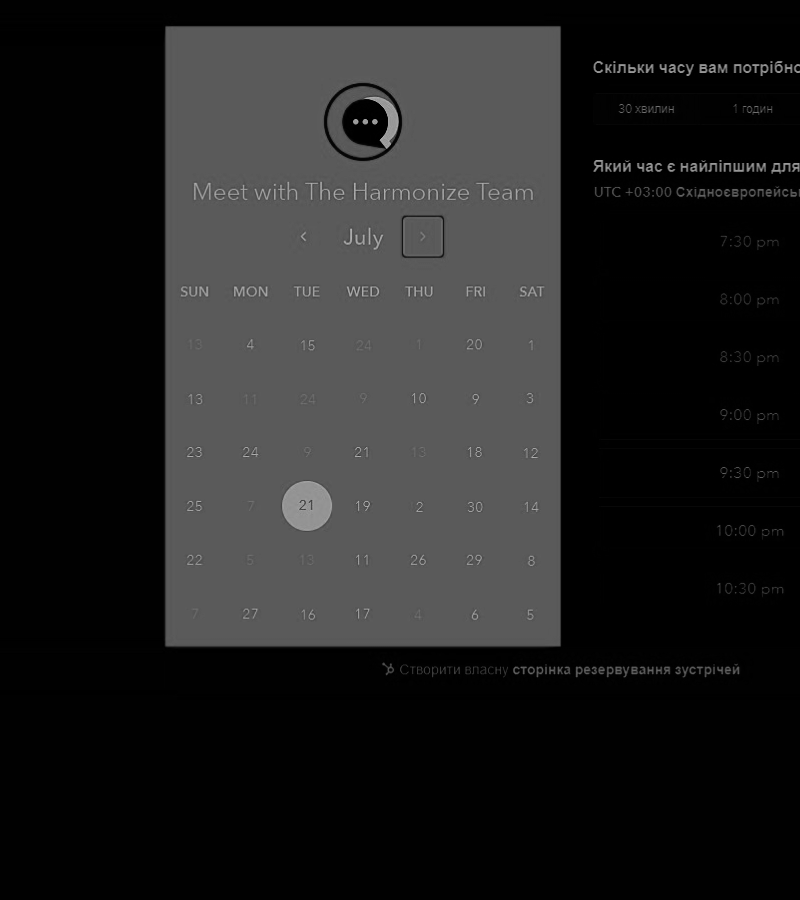 Meet with The Harmonize Team
July
SUN MON TUE WED THU FRI SAT
13 4 15 24 1 20 1
13 11 24 9 10 9 3
23 24 9 21 13 18 12
25 7 21 19 2 30 14
22 5 13 11 26 29 8
7 27 16 17 4 6 5
Скільки часу вам потрібно
30 хвилин 1 годин
Який час є найліпшим для
UTC +03:00 Східноєвропейсь
7:30 pm
8:00 pm
8:30 pm
9:00 pm
9:30 pm
10:00 pm
10:30 pm
Створити власну сторінка резервування зустрічей